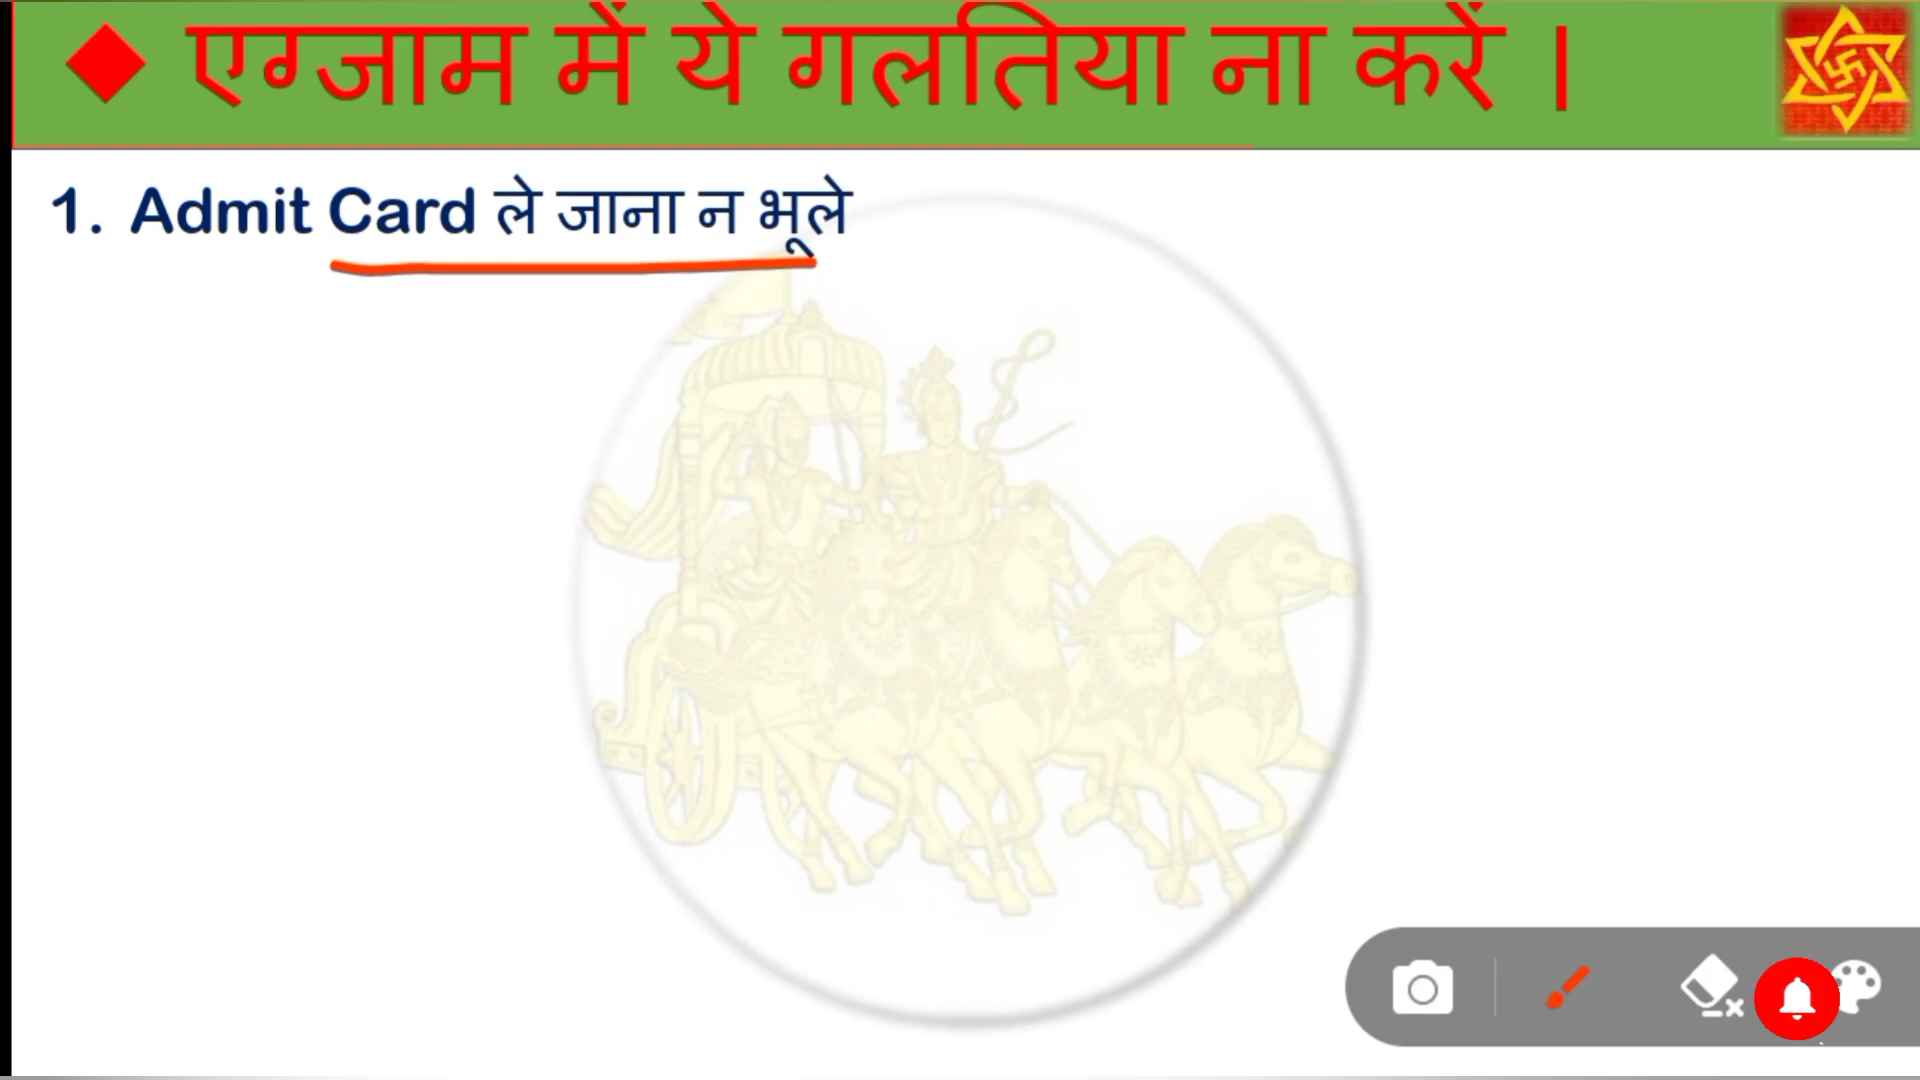 ◆ एग्जाम में ये गलतिया ना करें ।
1. Admit Card ले जाना न भूले